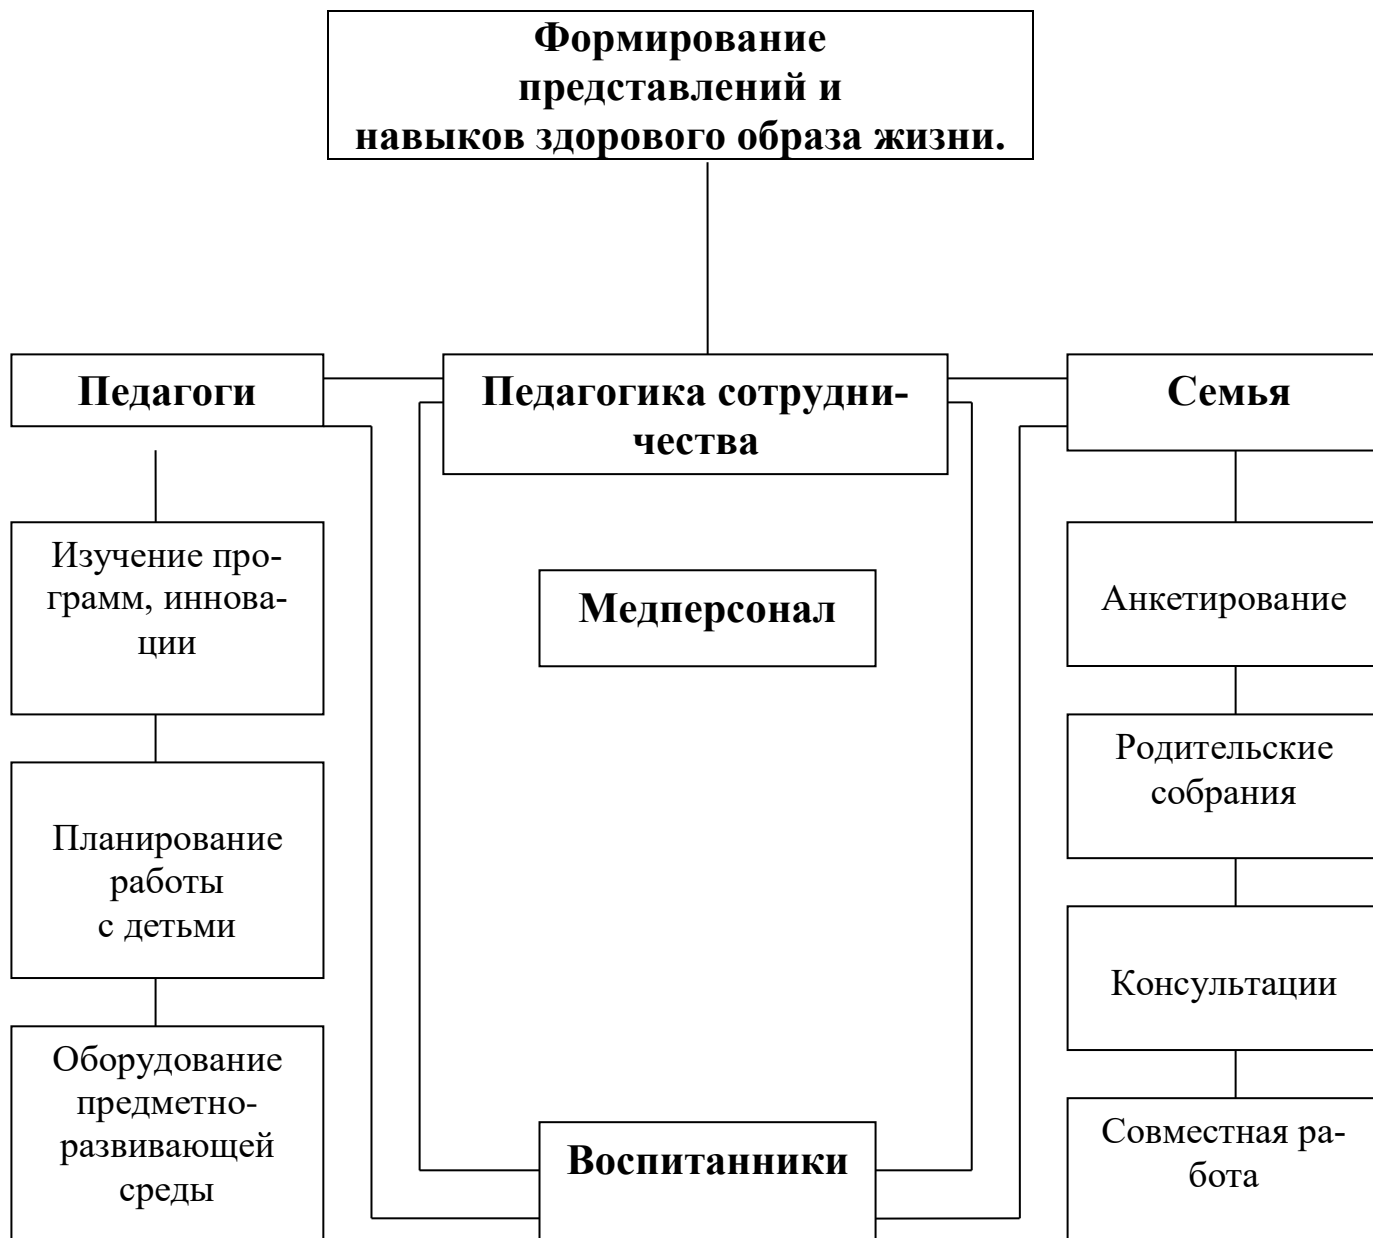 Формирование
представлений и
навыков здорового образа жизни.
Педагоги
Педагогика сотрудни-
чества
Семья
Изучение про-
грамм, иннова-
ции
Медперсонал
Анкетирование
Родительские
собрания
Планирование
работы
с детьми
Консультации
Оборудование
предметно-
развивающей
среды
Воспитанники
Совместная ра-
бота